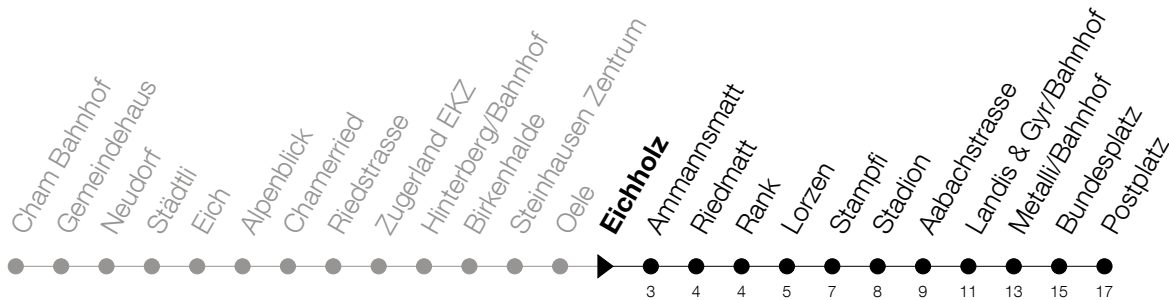 Cham Bahnhof
Gemeindehaus
Neudorf
Städtli
Eich
Alpenblick
Chamerried
Riedstrasse
Zugerland EKZ
Hinterberg/Bahnhof
Birkenhalde
Steinhausen Zentrum
Oele
Eichholz
Ammannsmatt
Riedmatt
Rank
Lorzen
Stampfi
Stadion
Aabachstrasse
Landis & Gyr/Bahnhof
Metalli/Bahnhof
Bundesplatz
Postplatz
3 4 4 5 7 8 9 11 13 15 17